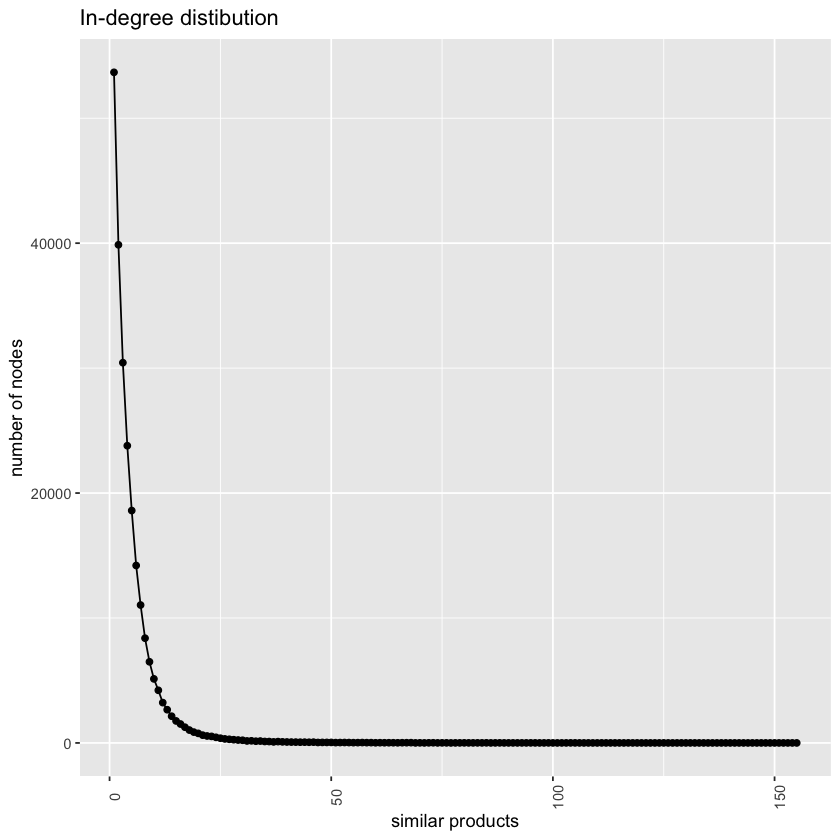 In-degree distibution
number of nodes
40000
20000
0
0
50
100
150
similar products